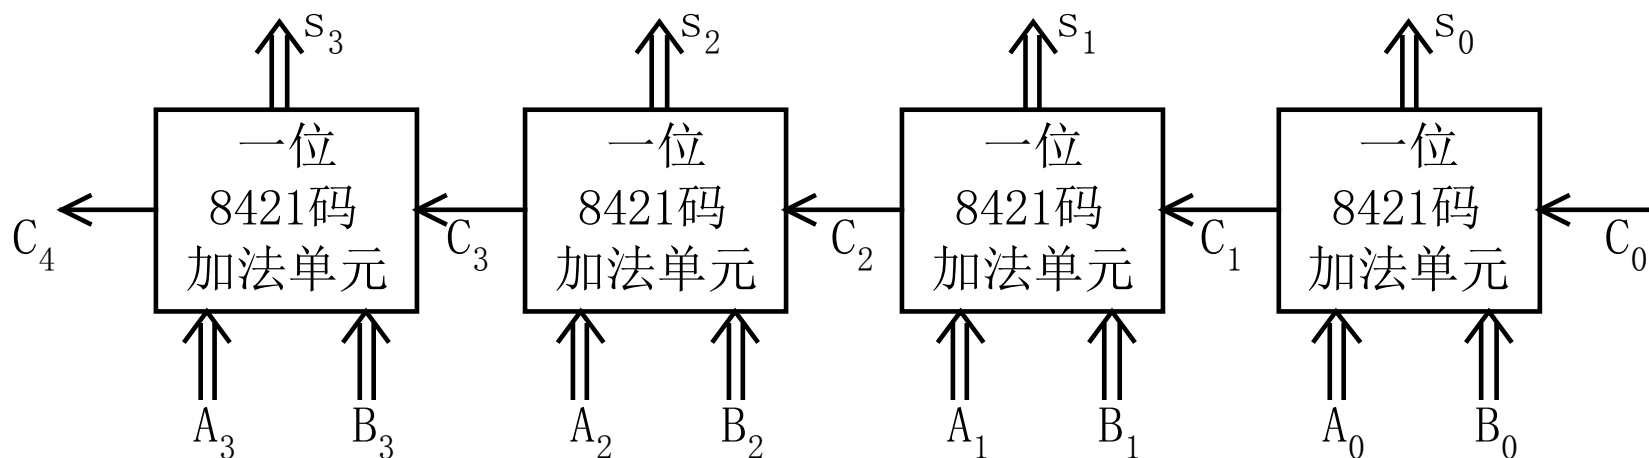 S3 S2 S1 S0
一位 一位 一位 一位
8421码 8421码 8421码 8421码
C4 C3 C2 C1 C0
加法单元 加法单元 加法单元 加法单元
A3 B3 A2 B2 A1 B1 A0 B0